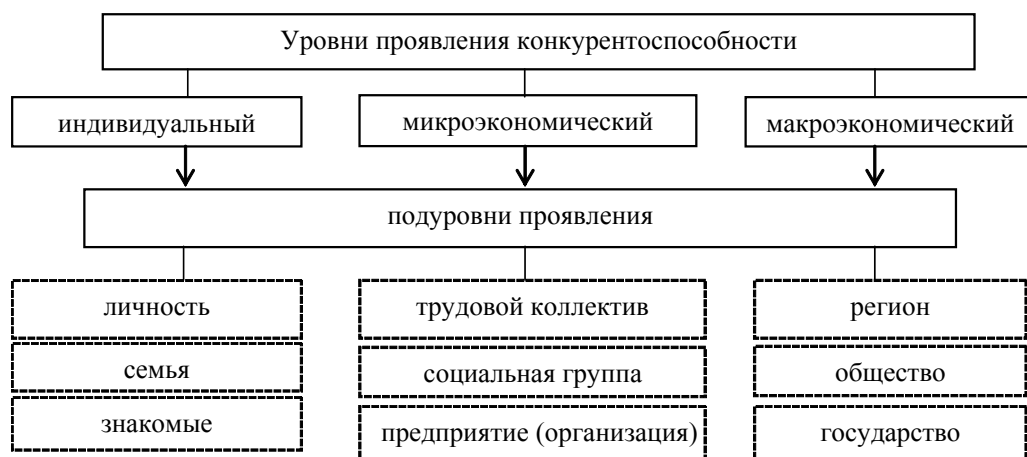 Уровни проявления конкурентоспособности
индивидуальный
микроэкономический
макроэкономический
подуровни проявления
личность
трудовой коллектив
регион
семья
социальная группа
общество
знакомые
предприятие (организация)
государство